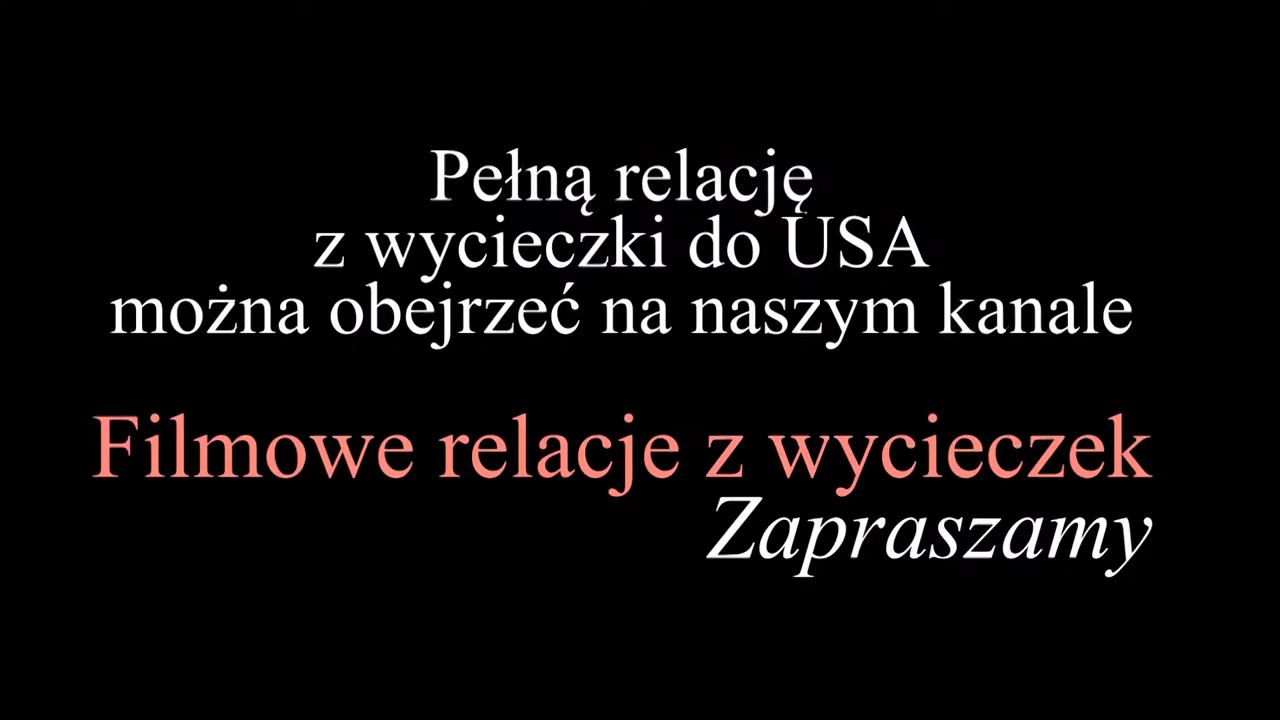 Pełną relację
z wycieczki do USA
można obejrzeć na naszym kanale
Filmowe relacje z wycieczek
Zapraszamy